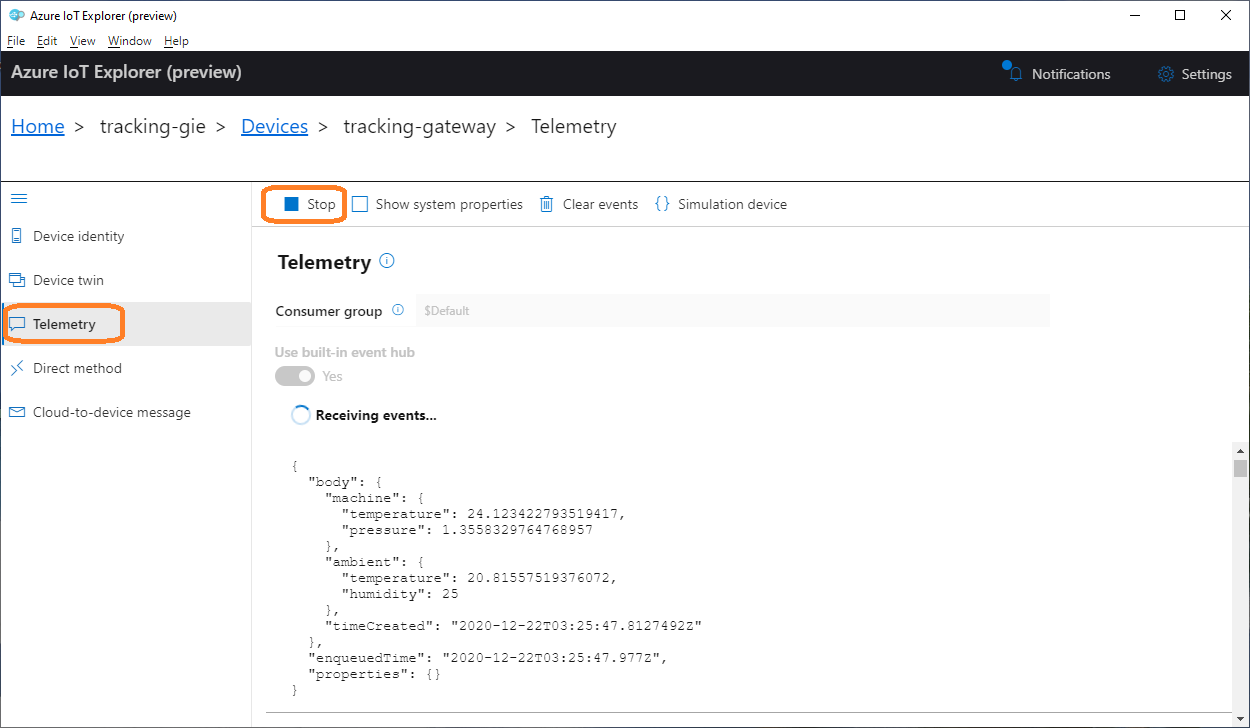 Azure IoT Explorer (preview)
File Edit View Window Help
Azure IoT Explorer (preview) Notifications Settings
Home > tracking-gie > Devices > tracking-gateway > Telemetry
Stop Show system properties Clear events {} Simulation device
Device identity
Device twin
Telemetry
Direct method
Cloud-to-device message
Telemetry
Consumer group $Default
Use built-in event hub
Yes
Receiving events...
{
"body": {
"machine": {
"temperature": 24.123422793519417,
"pressure": 1.3558329764768957
},
"ambient": {
"temperature": 20.81557519376072,
"humidity": 25
},
"timeCreated": "2020-12-22T03:25:47.8127492Z"
},
"enqueuedTime": "2020-12-22T03:25:47.977Z",
"properties": {}
}